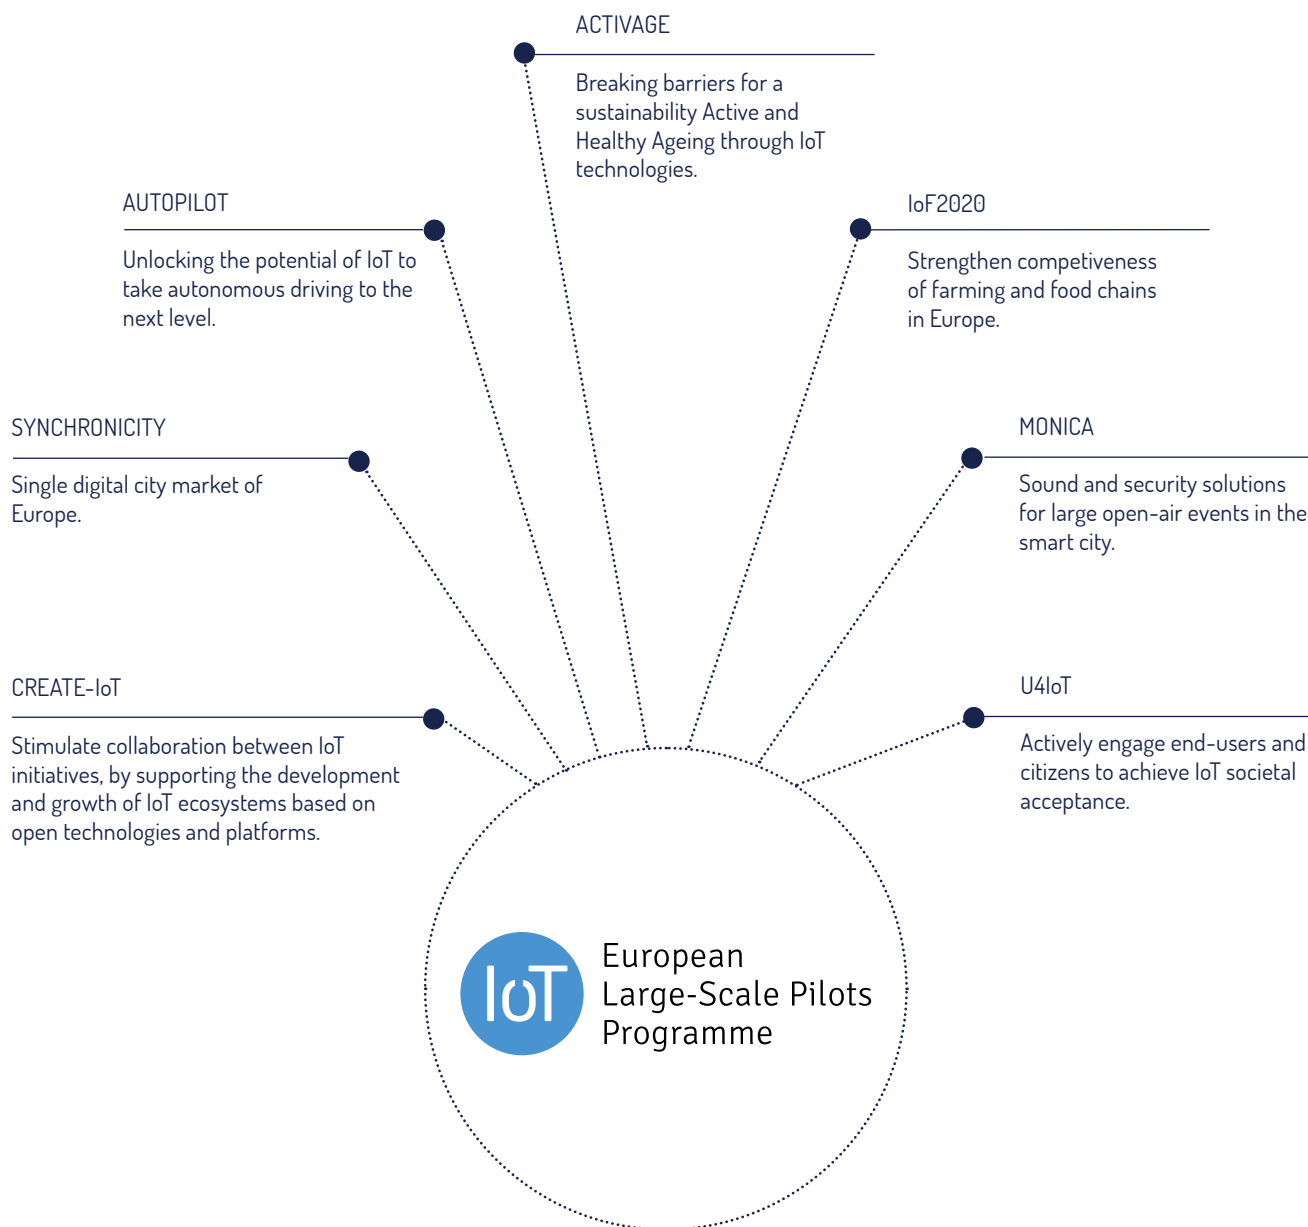 ACTIVAGE
Breaking barriers for a
sustainability Active and
Healthy Ageing through IoT
technologies.
AUTOPILOT
Unlocking the potential of IoT to
take autonomous driving to the
next level.
IoF2020
Strengthen competiveness
of farming and food chains
in Europe.
SYNCHRONICITY
Single digital city market of
Europe.
MONICA
Sound and security solutions
for large open-air events in the
smart city.
CREATE-IoT
Stimulate collaboration between IoT
initiatives, by supporting the development
and growth of IoT ecosystems based on
open technologies and platforms.
U4IoT
Actively engage end-users and
citizens to achieve IoT societal
acceptance.
IoT
European
Large-Scale Pilots
Programme